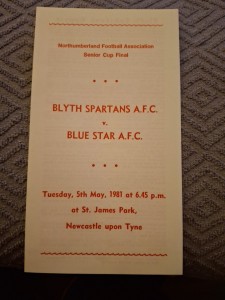 Northumberland Football Association
Senior Cup Final
* * *
BLYTH SPARTANS A.F.C.
v.
BLUE STAR A.F.C.
* * *
Tuesday, 5th May, 1981 at 6.45 p.m.
at St. James Park,
Newcastle upon Tyne